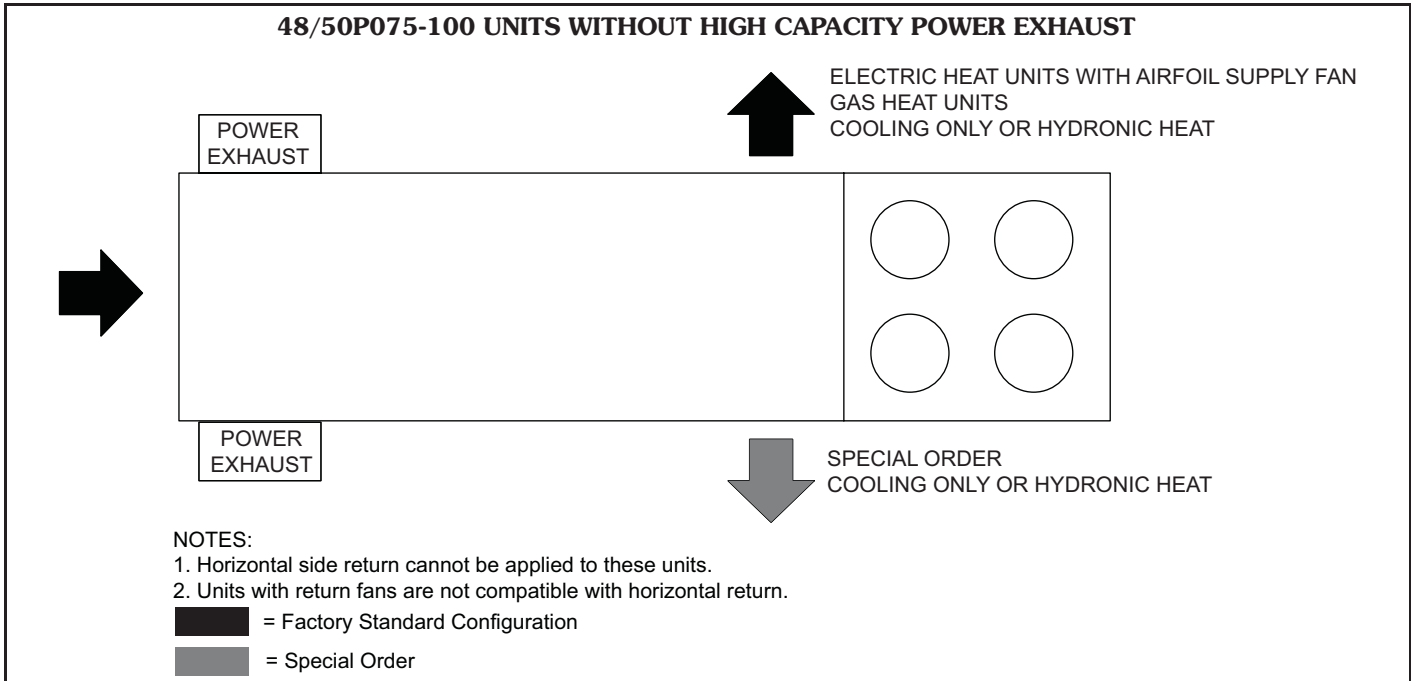 48/50P075-100 UNITS WITHOUT HIGH CAPACITY POWER EXHAUST
ELECTRIC HEAT UNITS WITH AIRFOIL SUPPLY FAN
GAS HEAT UNITS
COOLING ONLY OR HYDRONIC HEAT
POWER
EXHAUST
POWER
EXHAUST
SPECIAL ORDER
COOLING ONLY OR HYDRONIC HEAT
NOTES:
1. Horizontal side return cannot be applied to these units.
2. Units with return fans are not compatible with horizontal return.
= Factory Standard Configuration
= Special Order